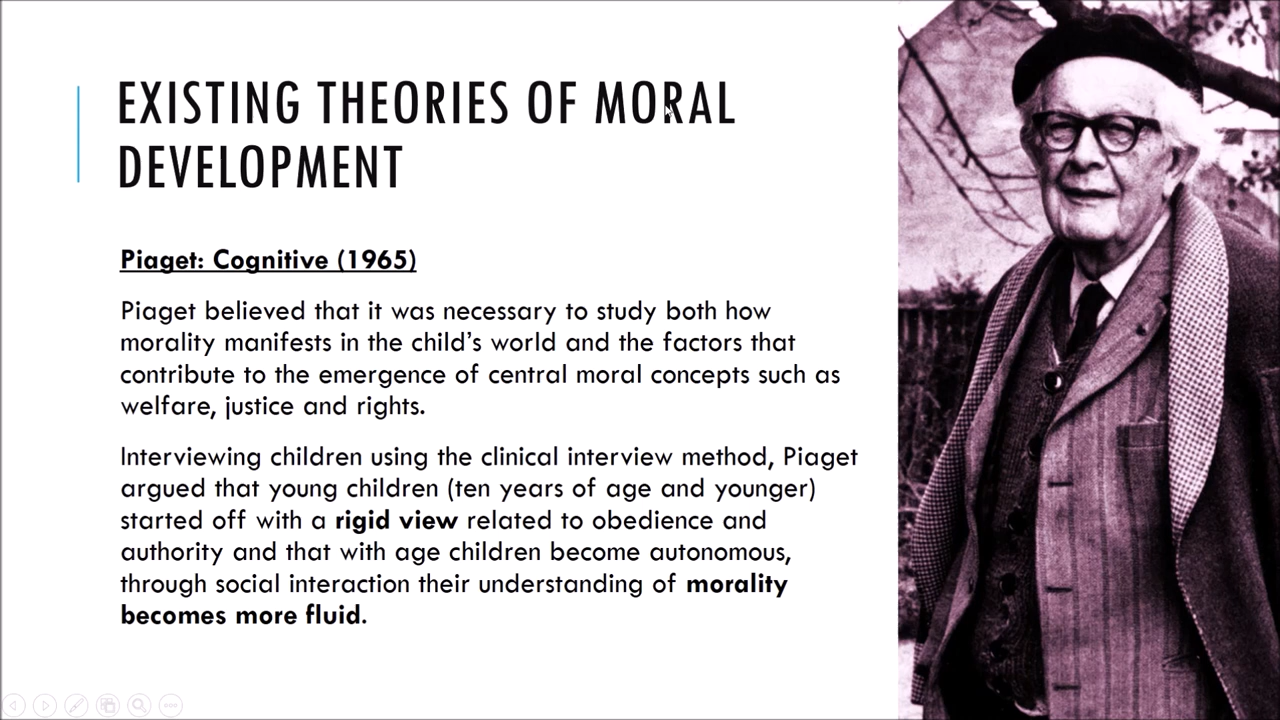 EXISTING THEORIES OF MORAL
DEVELOPMENT
Piaget: Cognitive (1965)
Piaget believed that it was necessary to study both how
morality manifests in the child’s world and the factors that
contribute to the emergence of central moral concepts such as
welfare, justice and rights.
Interviewing children using the clinical interview method, Piaget
argued that young children (ten years of age and younger)
started off with a rigid view related to obedience and
authority and that with age children become autonomous,
through social interaction their understanding of morality
becomes more fluid.